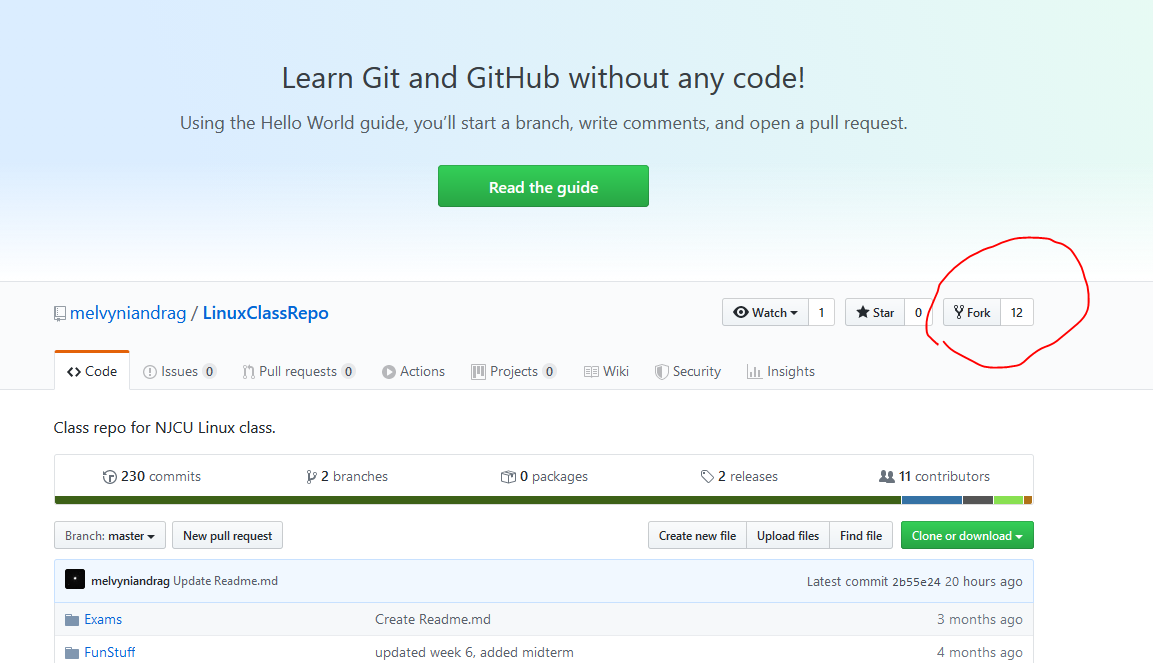 Learn Git and GitHub without any code!
Using the Hello World guide, you’ll start a branch, write comments, and open a pull request.
Read the guide
melvyniandrag / LinuxClassRepo
Watch 1 Star 0 Fork 12
Code Issues 0 Pull requests 0 Actions Projects 0 Wiki Security Insights
Class repo for NJCU Linux class.
230 commits 2 branches 0 packages 2 releases 11 contributors
Branch: master New pull request Create new file Upload files Find file Clone or download
melvyniandrag Update Readme.md Latest commit 2b55e24 20 hours ago
Exams Create Readme.md 3 months ago
FunStuff updated week 6, added midterm 4 months ago